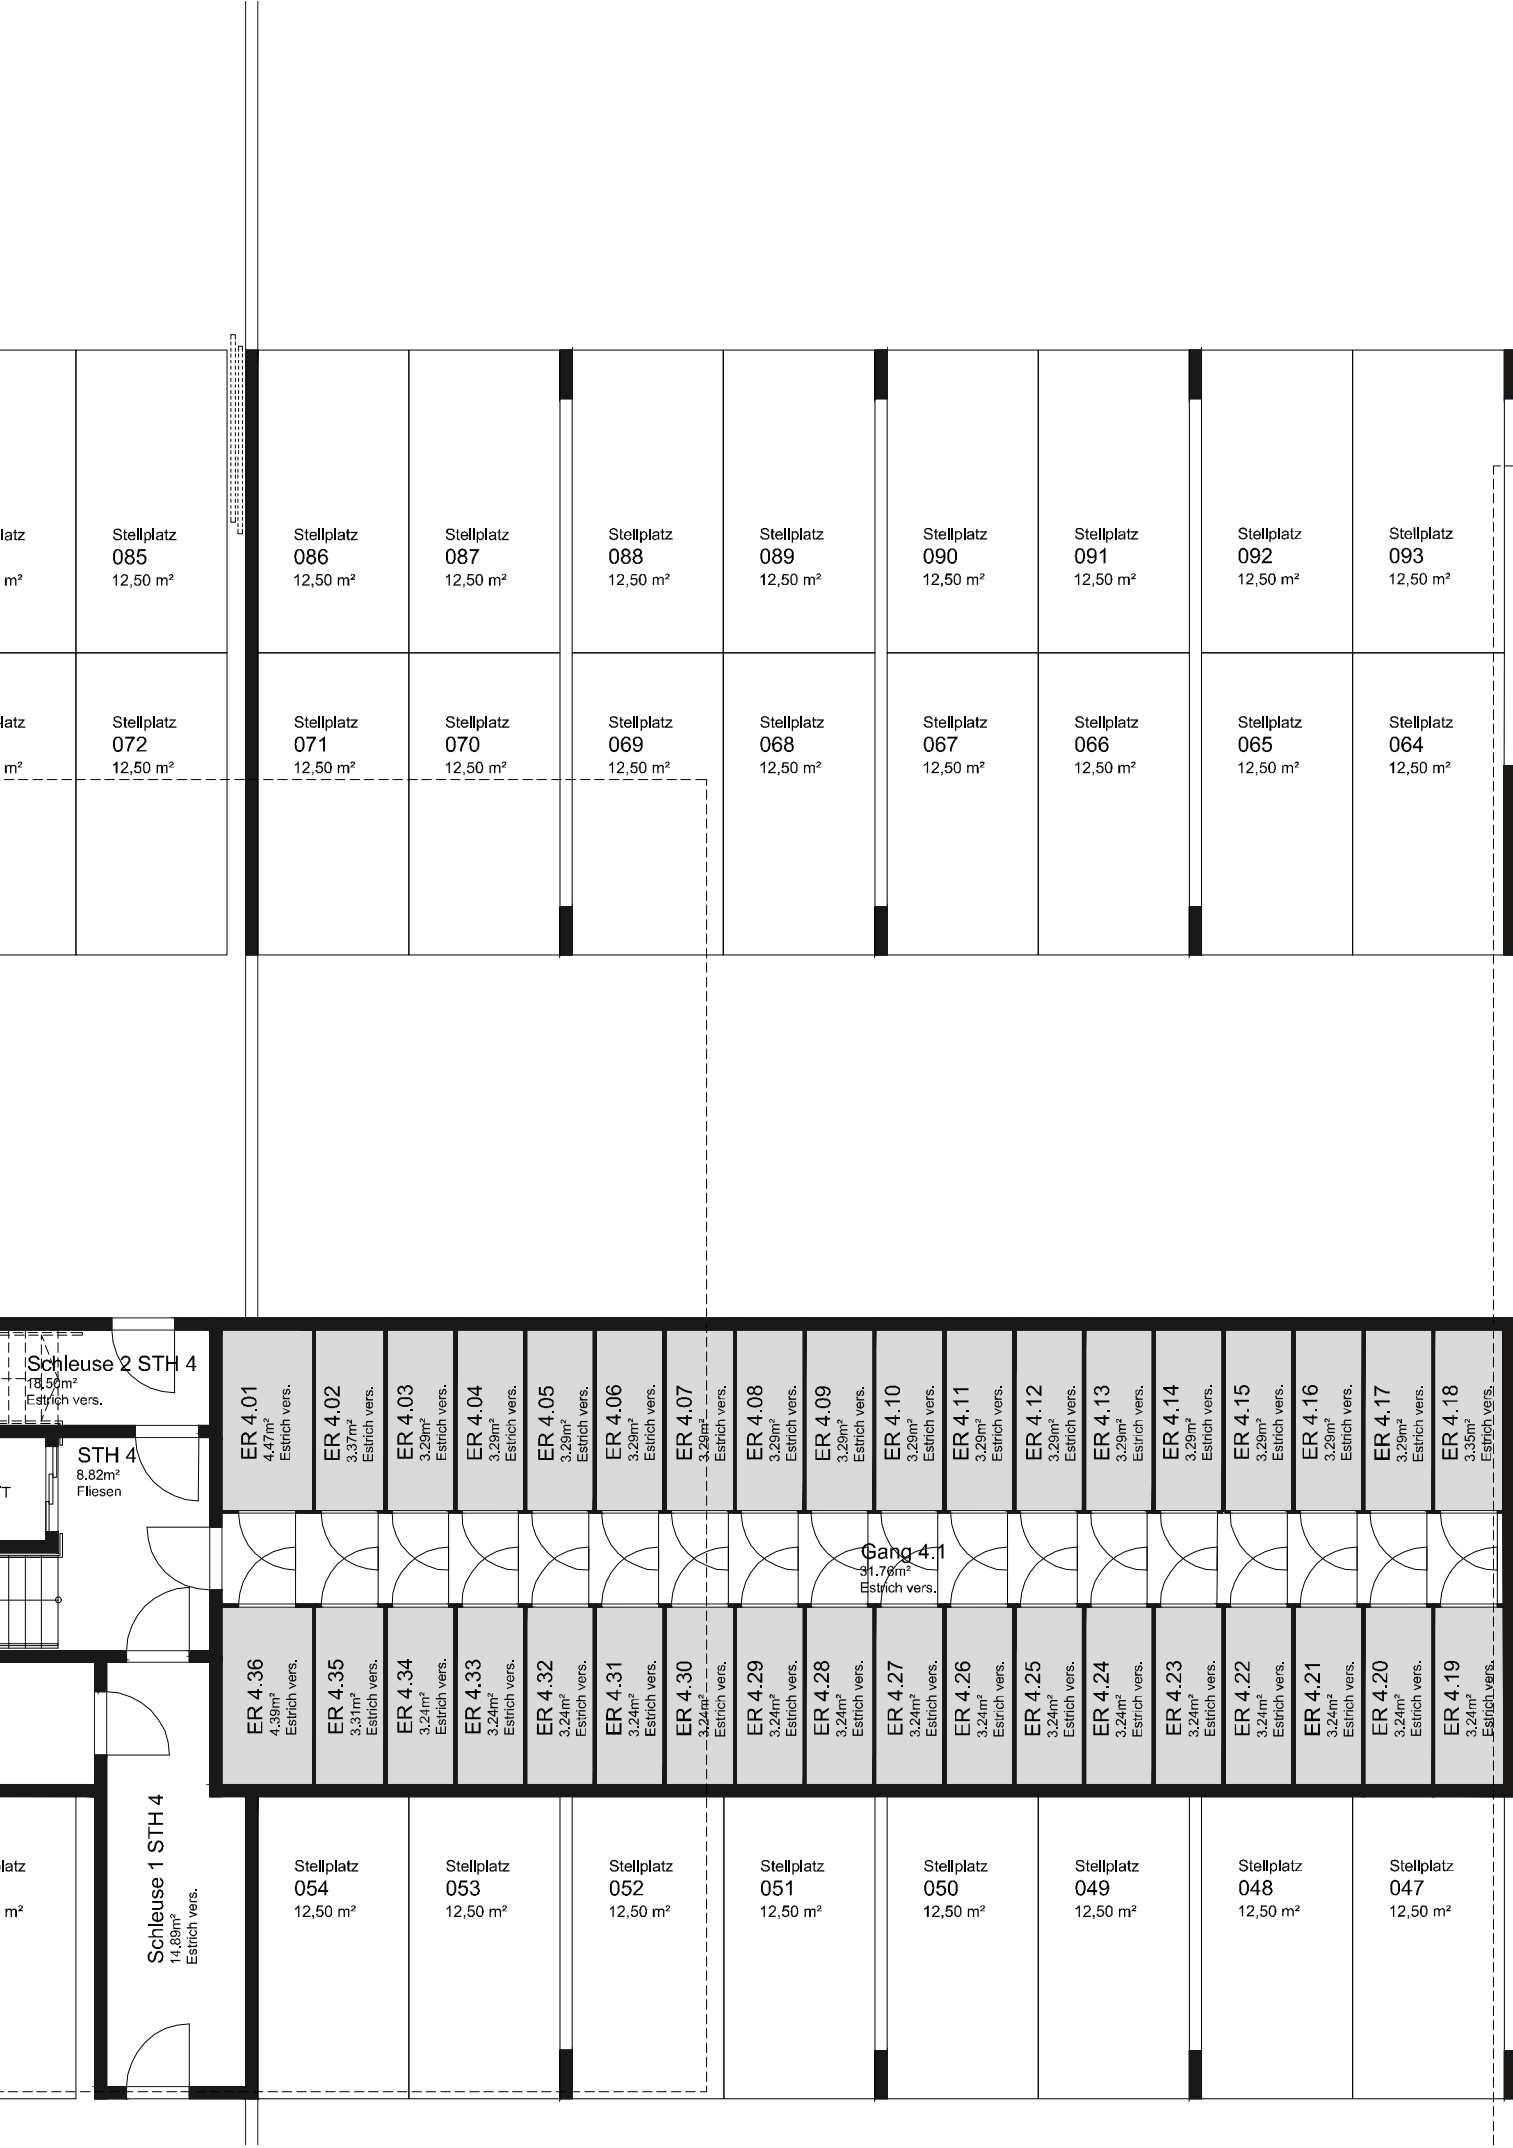 latz
m²
Stellplatz
085
12,50 m²
Stellplatz
086
12,50 m²
Stellplatz
087
12,50 m²
Stellplatz
088
12,50 m²
Stellplatz
089
12,50 m²
Stellplatz
090
12,50 m²
Stellplatz
091
12,50 m²
Stellplatz
092
12,50 m²
Stellplatz
093
12,50 m²
latz
m²
Stellplatz
072
12,50 m²
Stellplatz
071
12,50 m²
Stellplatz
070
12,50 m²
Stellplatz
069
12,50 m²
Stellplatz
068
12,50 m²
Stellplatz
067
12,50 m²
Stellplatz
066
12,50 m²
Stellplatz
065
12,50 m²
Stellplatz
064
12,50 m²
Schleuse 2 STH 4
18.50m²
Estrich vers.
STH 4
8.82m²
Fliesen
T
ER 4.01
4.47m²
Estrich vers.
ER 4.02
3.37m²
Estrich vers.
ER 4.03
3.29m²
Estrich vers.
ER 4.04
3.29m²
Estrich vers.
ER 4.05
3.29m²
Estrich vers.
ER 4.06
3.29m²
Estrich vers.
ER 4.07
3.29m²
Estrich vers.
ER 4.08
3.29m²
Estrich vers.
ER 4.09
3.29m²
Estrich vers.
ER 4.10
3.29m²
Estrich vers.
ER 4.11
3.29m²
Estrich vers.
ER 4.12
3.29m²
Estrich vers.
ER 4.13
3.29m²
Estrich vers.
ER 4.14
3.29m²
Estrich vers.
ER 4.15
3.29m²
Estrich vers.
ER 4.16
3.29m²
Estrich vers.
ER 4.17
3.29m²
Estrich vers.
ER 4.18
3.35m²
Estrich vers.
Gang 4.1
31.76m²
Estrich vers.
ER 4.36
4.39m²
Estrich vers.
ER 4.35
3.31m²
Estrich vers.
ER 4.34
3.24m²
Estrich vers.
ER 4.33
3.24m²
Estrich vers.
ER 4.32
3.24m²
Estrich vers.
ER 4.31
3.24m²
Estrich vers.
ER 4.30
3.24m²
Estrich vers.
ER 4.29
3.24m²
Estrich vers.
ER 4.28
3.24m²
Estrich vers.
ER 4.27
3.24m²
Estrich vers.
ER 4.26
3.24m²
Estrich vers.
ER 4.25
3.24m²
Estrich vers.
ER 4.24
3.24m²
Estrich vers.
ER 4.23
3.24m²
Estrich vers.
ER 4.22
3.24m²
Estrich vers.
ER 4.21
3.24m²
Estrich vers.
ER 4.20
3.24m²
Estrich vers.
ER 4.19
3.24m²
Estrich vers.
latz
m²
Schleuse 1 STH 4
14.89m²
Estrich vers.
Stellplatz
054
12,50 m²
Stellplatz
053
12,50 m²
Stellplatz
052
12,50 m²
Stellplatz
051
12,50 m²
Stellplatz
050
12,50 m²
Stellplatz
049
12,50 m²
Stellplatz
048
12,50 m²
Stellplatz
047
12,50 m²